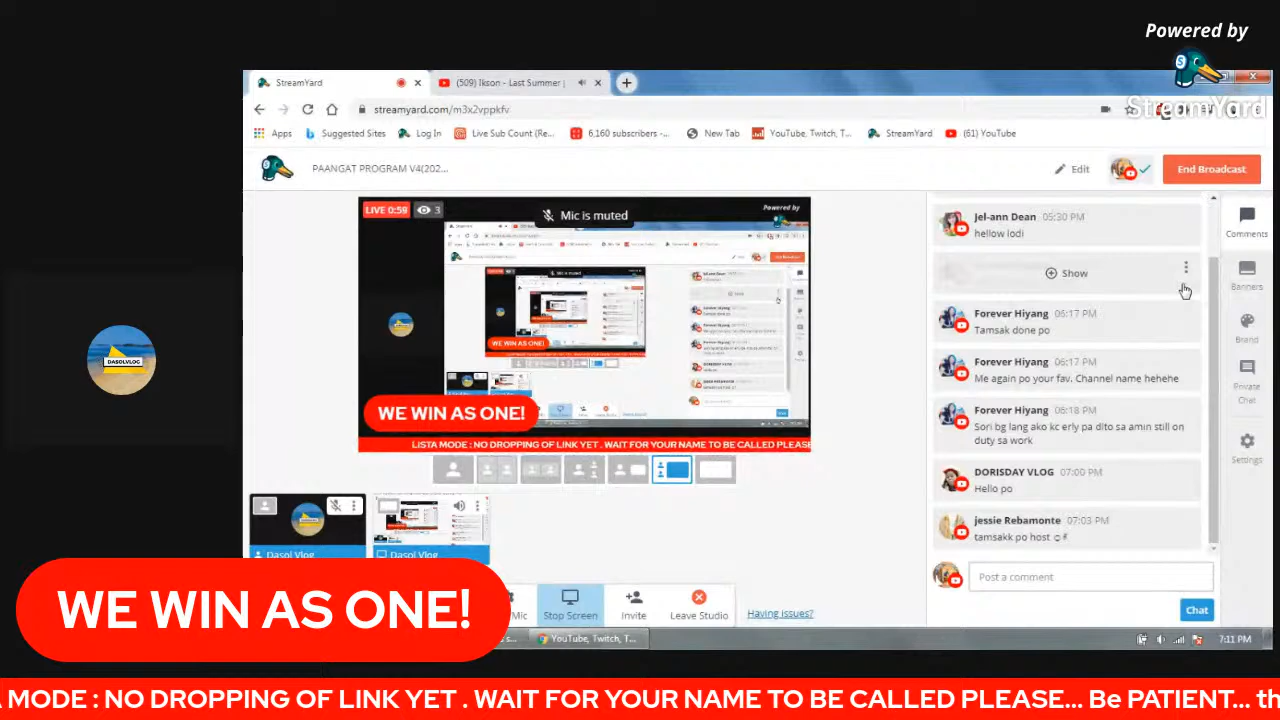 Powered by
StreamYard
StreamYard
(509) Ikson - Last Summer |
streamyard.com/m3x2vppkfv
Apps
Suggested Sites
Log In
Live Sub Count (Re...
6,160 subscribers -...
New Tab
YouTube, Twitch, T...
StreamYard
(61) YouTube
PAANGAT PROGRAM V4(202...
Edit
End Broadcast
LIVE 0:59
3
Mic is muted
Powered by
WE WIN AS ONE!
WE WIN AS ONE!
LISTA MODE : NO DROPPING OF LINK YET . WAIT FOR YOUR NAME TO BE CALLED PLEASE
Jel-ann Dean 05:30 PM
hellow lodi
Show
Forever Hiyang 06:17 PM
Tamsak done po
Forever Hiyang 06:17 PM
Me again po your fav. Channel name hehehe
Forever Hiyang 06:18 PM
Sori bg lang ako kc erly pa dito sa amin still on
duty sa work
DORISDAY VLOG 07:00 PM
Hello po
jessie Rebamonte 07:03 PM
tamsakk po host
Post a comment
Chat
Comments
Banners
Brand
Private
Chat
Settings
DASOLVLOG
Dasol Vlog
Dasol Vlog
Mic
Stop Screen
Invite
Leave Studio
Having issues?
YouTube, Twitch, T...
7:11 PM
WE WIN AS ONE!
A MODE : NO DROPPING OF LINK YET . WAIT FOR YOUR NAME TO BE CALLED PLEASE... Be PATIENT... th